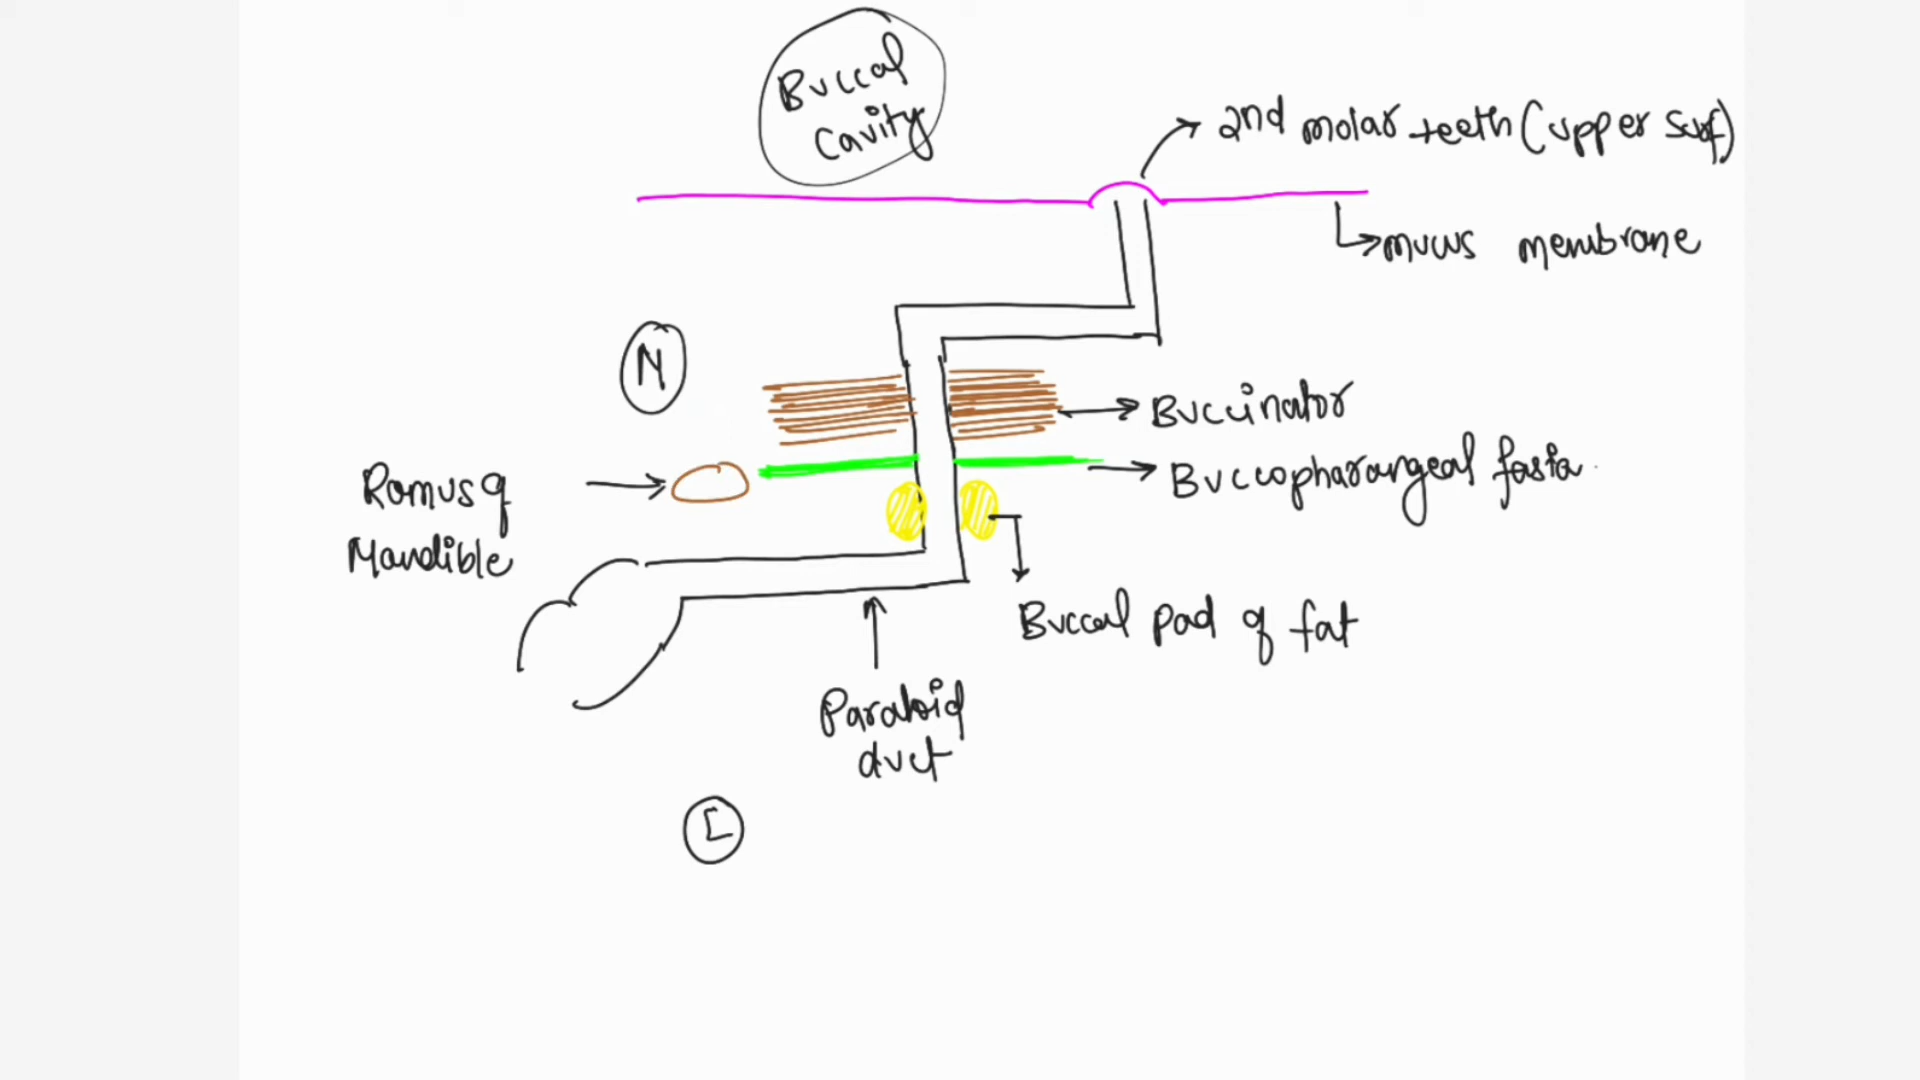 Buccal
Cavity
2nd molar teeth (upper surf)
mucus membrane
N
Buccinator
Ramus of
Mandible
Buccopharangeal fasia
Buccal pad of fat
Paratoid
duct